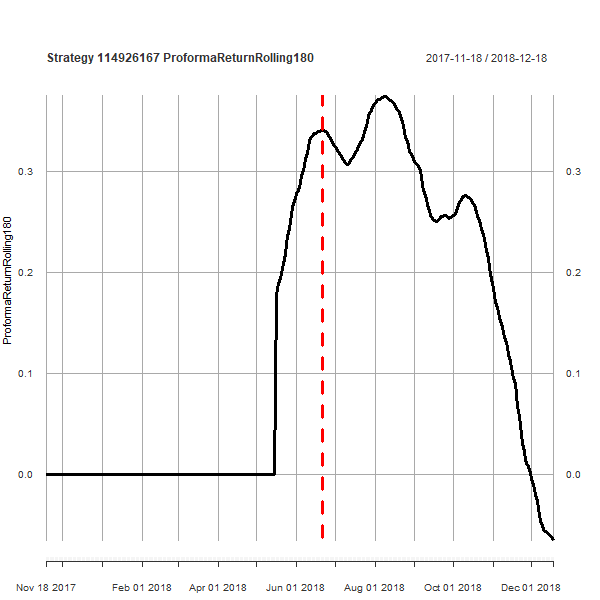 Strategy 114926167 ProformaReturnRolling180
2017-11-18 / 2018-12-18
ProformaReturnRolling180
0.3
0.3
0.2
0.2
0.1
0.1
0.0
0.0
Nov 18 2017
Feb 01 2018
Apr 01 2018
Jun 01 2018
Aug 01 2018
Oct 01 2018
Dec 01 2018